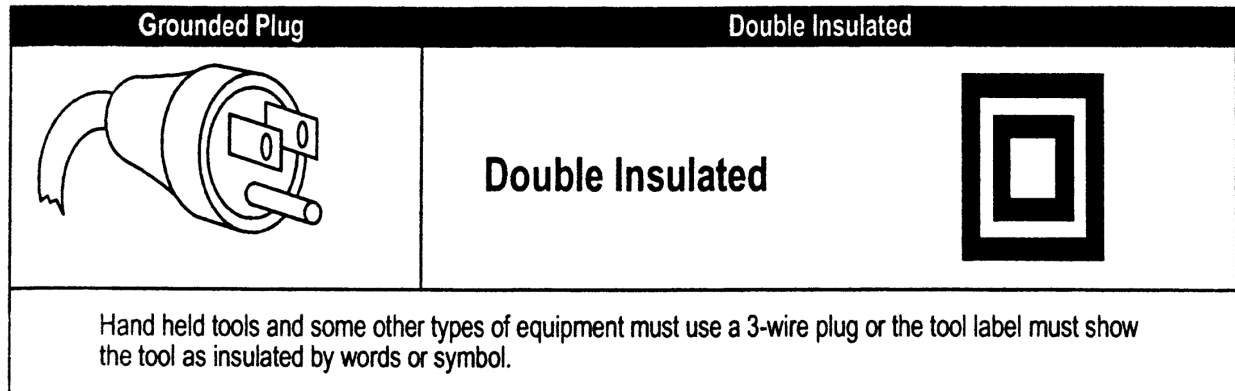 Grounded Plug
Double Insulated
Double Insulated
Hand held tools and some other types of equipment must use a 3-wire plug or the tool label must show
the tool as insulated by words or symbol.